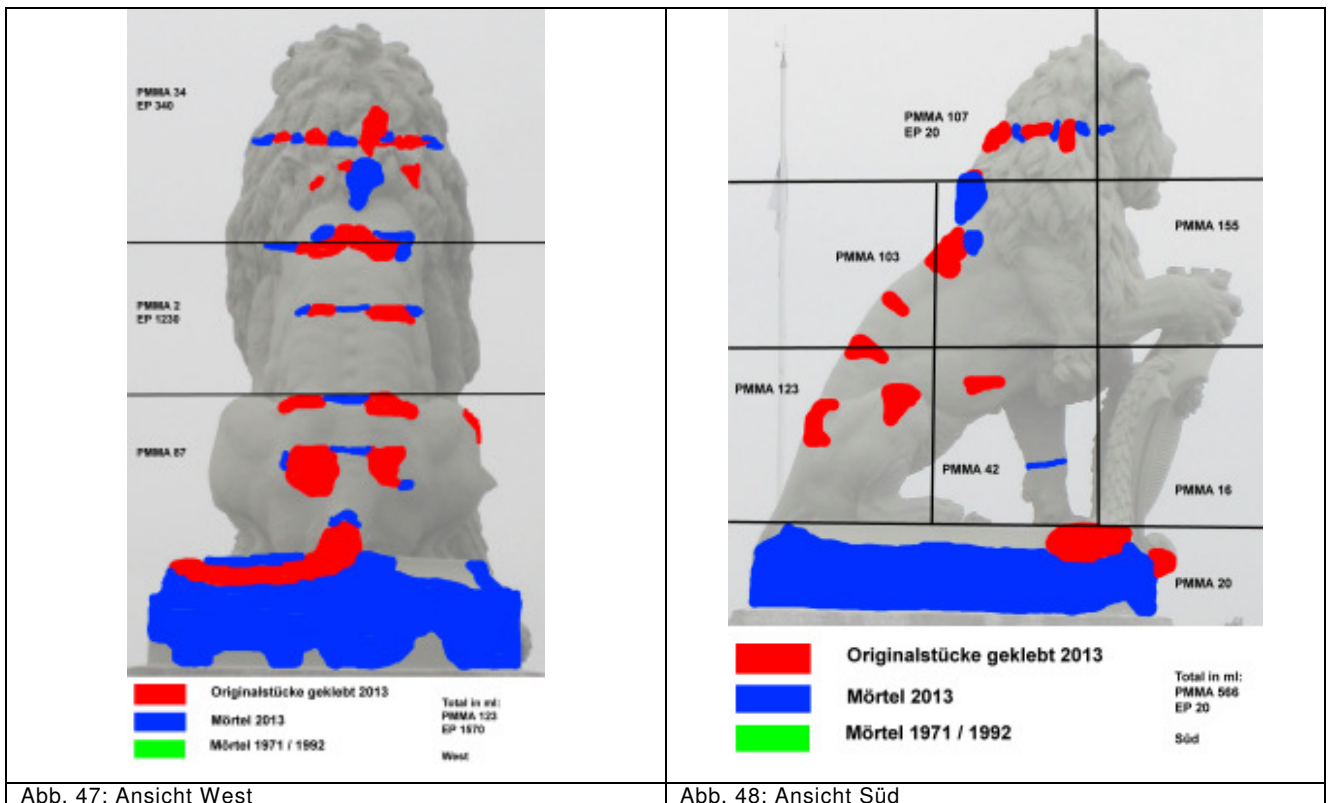 PMMA 34
EP 340
PMMA 2
EP 1230
PMMA 87
Originalstücke geklebt 2013
Mörtel 2013
Mörtel 1971 / 1992
Total in ml:
PMMA 123
EP 1570
West
Abb. 47: Ansicht West
PMMA 107
EP 20
PMMA 155
PMMA 103
PMMA 123
PMMA 42
PMMA 16
PMMA 20
Originalstücke geklebt 2013
Mörtel 2013
Mörtel 1971 / 1992
Total in ml:
PMMA 566
EP 20
Süd
Abb. 48: Ansicht Süd